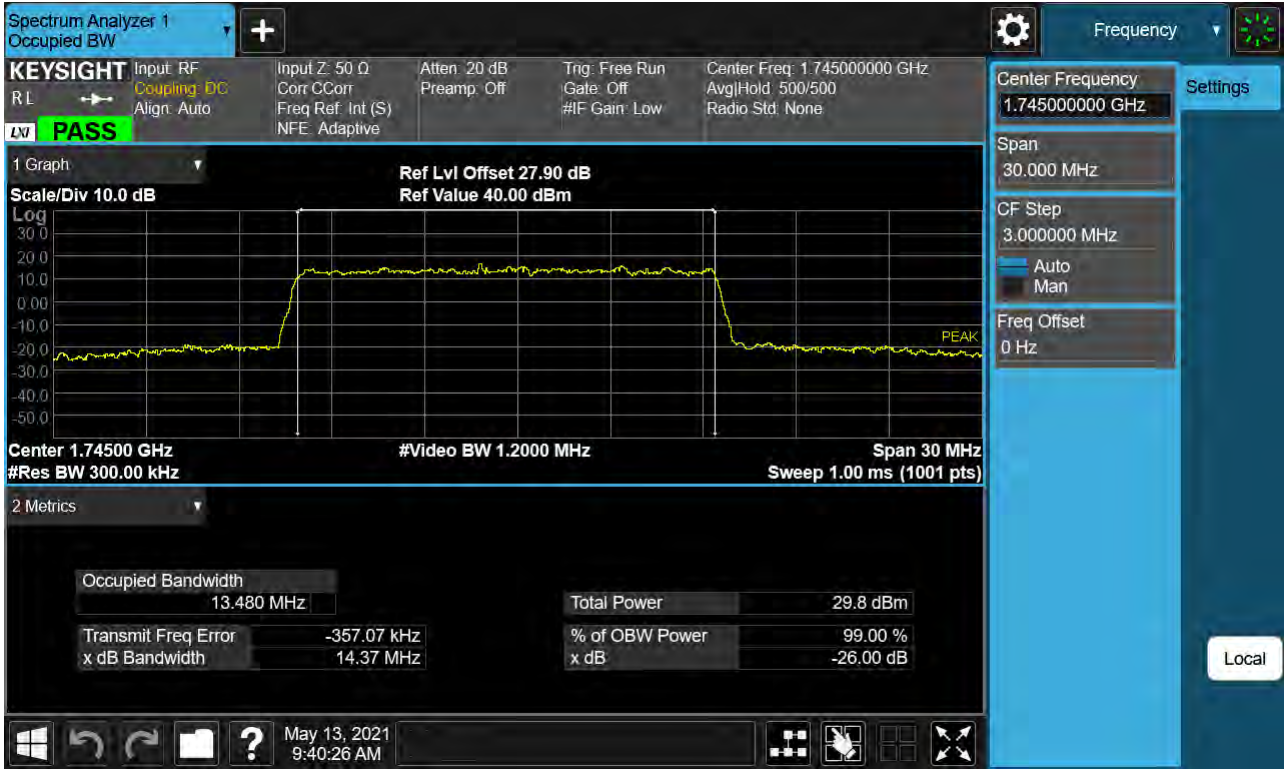 Spectrum Analyzer 1
Occupied BW
Frequency
KEYSIGHT
R L
LXI PASS
Input: RF
Coupling: DC
Align: Auto
Input Z: 50 Ω
Corr CCorr
Freq Ref: Int (S)
NFE: Adaptive
Atten: 20 dB
Preamp: Off
Trig: Free Run
Gate: Off
#IF Gain: Low
Center Freq: 1.745000000 GHz
Avg|Hold: 500/500
Radio Std: None
Center Frequency
1.745000000 GHz
Settings
Span
30.000 MHz
CF Step
3.000000 MHz
Auto
Man
Freq Offset
0 Hz
Local
1 Graph
Scale/Div 10.0 dB
Ref Lvl Offset 27.90 dB
Ref Value 40.00 dBm
Log
30.0
20.0
10.0
0.00
-10.0
-20.0
-30.0
-40.0
-50.0
PEAK
Center 1.74500 GHz
#Video BW 1.2000 MHz
Span 30 MHz
#Res BW 300.00 kHz
Sweep 1.00 ms (1001 pts)
2 Metrics
Occupied Bandwidth
13.480 MHz
Total Power 29.8 dBm
Transmit Freq Error -357.07 kHz
% of OBW Power 99.00 %
x dB Bandwidth 14.37 MHz
x dB -26.00 dB
?
May 13, 2021
9:40:26 AM